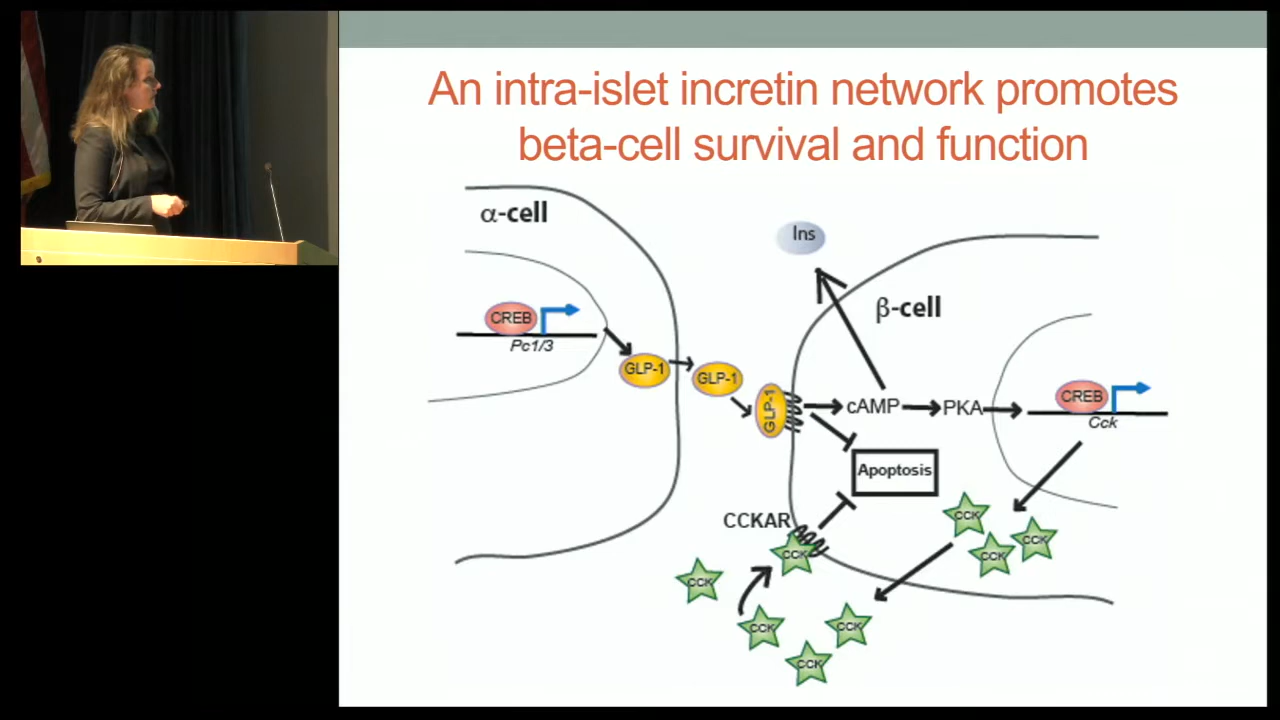 An intra-islet incretin network promotes
beta-cell survival and function
α-cell
Ins
β-cell
CREB
Pc1/3
GLP-1
GLP-1
GLP-1
cAMP
PKA
CREB
Cck
Apoptosis
CCKAR
CCK
CCK
CCK
CCK
CCK
CCK
CCK
CCK